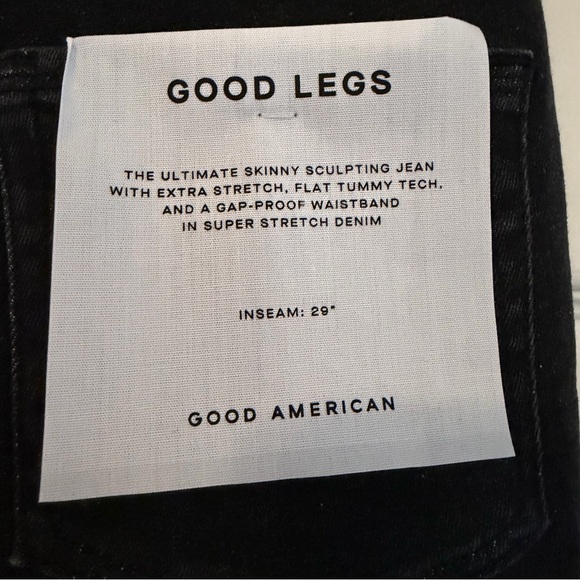 GOOD LEGS
THE ULTIMATE SKINNY SCULPTING JEAN
WITH EXTRA STRETCH, FLAT TUMMY TECH,
AND A GAP-PROOF WAISTBAND
IN SUPER STRETCH DENIM
INSEAM: 29"
GOOD AMERICAN